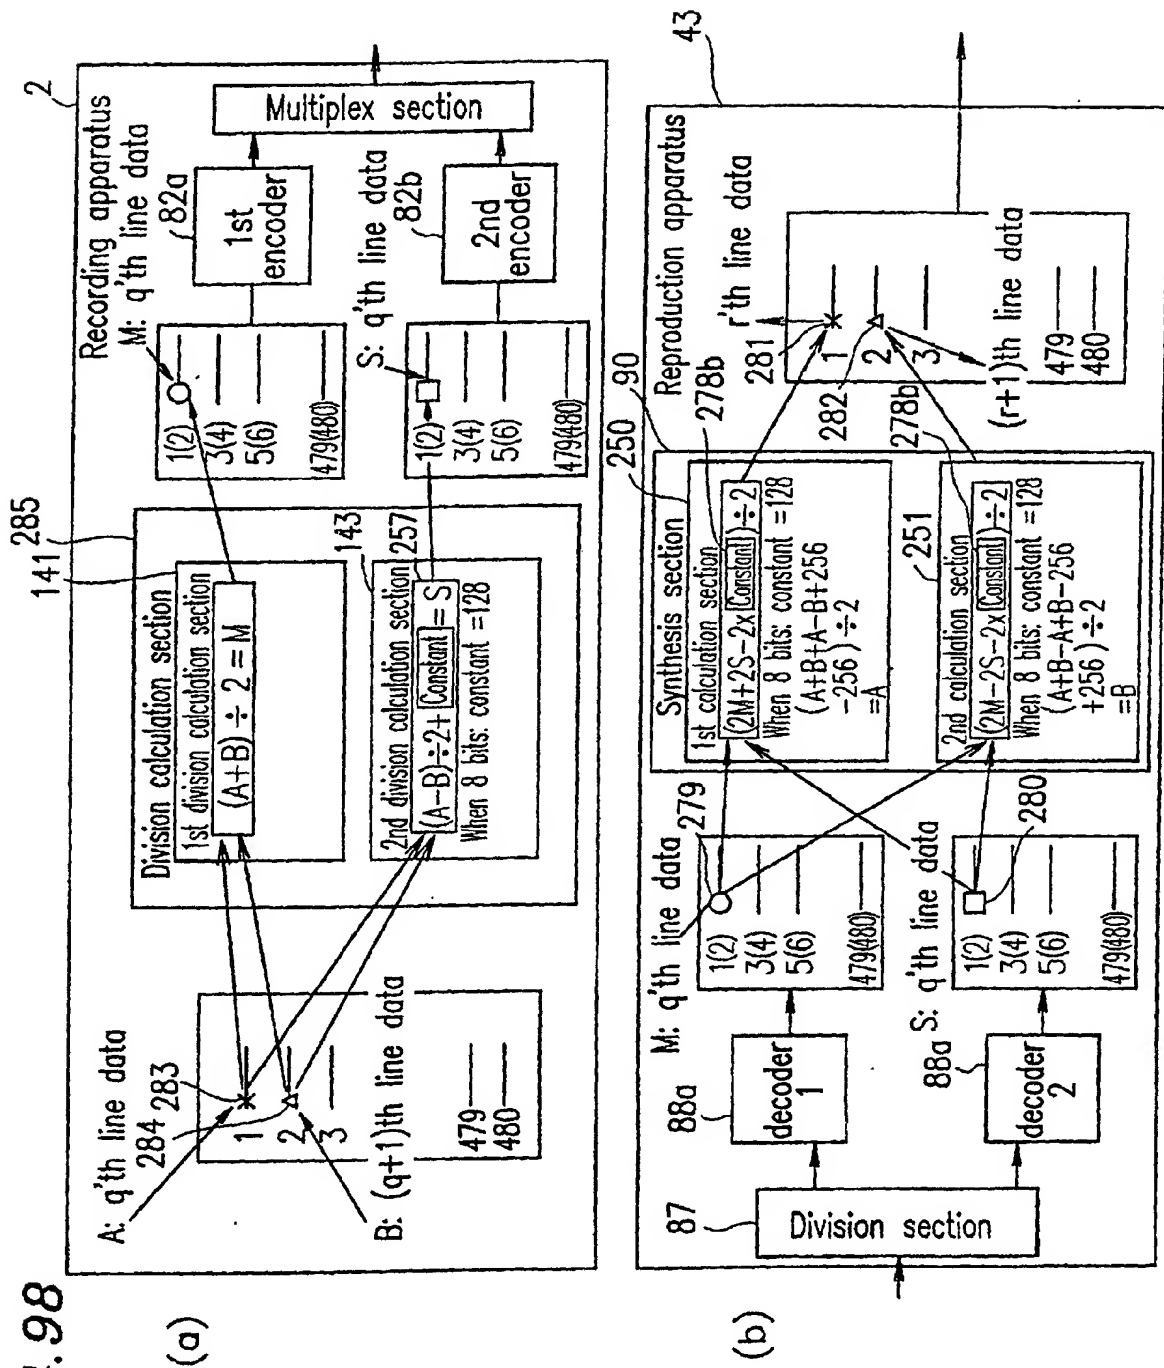 . 98
(a)
Recording apparatus
2
A: q'th line data
284
283
1
2
3
479
480
B: (q+1)th line data
141
285
Division calculation section
1st division calculation section
(A+B) ÷ 2 = M
143
2nd division calculation section
257
(A-B)÷2+ Constant = S
When 8 bits: constant =128
M: q'th line data
1(2)
3(4)
5(6)
479(480)
82a
1st
encoder
S: q'th line data
1(2)
3(4)
5(6)
479(480)
82b
2nd
encoder
Multiplex section
(b)
Reproduction apparatus
43
87
Division section
88a
decoder
1
88a
decoder
2
M: q'th line data
279
1(2)
3(4)
5(6)
479(480)
S: q'th line data
280
1(2)
3(4)
5(6)
479(480)
90
250
Synthesis section
1st calculation section
278b
(2M+2S-2x Constant) ÷ 2
When 8 bits: constant =128
(A+B+A-B+256
-256) ÷ 2
=A
251
2nd calculation section
278b
(2M-2S-2x Constant) ÷ 2
When 8 bits: constant =128
(A+B-A+B-256
+256) ÷ 2
=B
281
r'th line data
282
1
2
3
(r+1)th line data
479
480